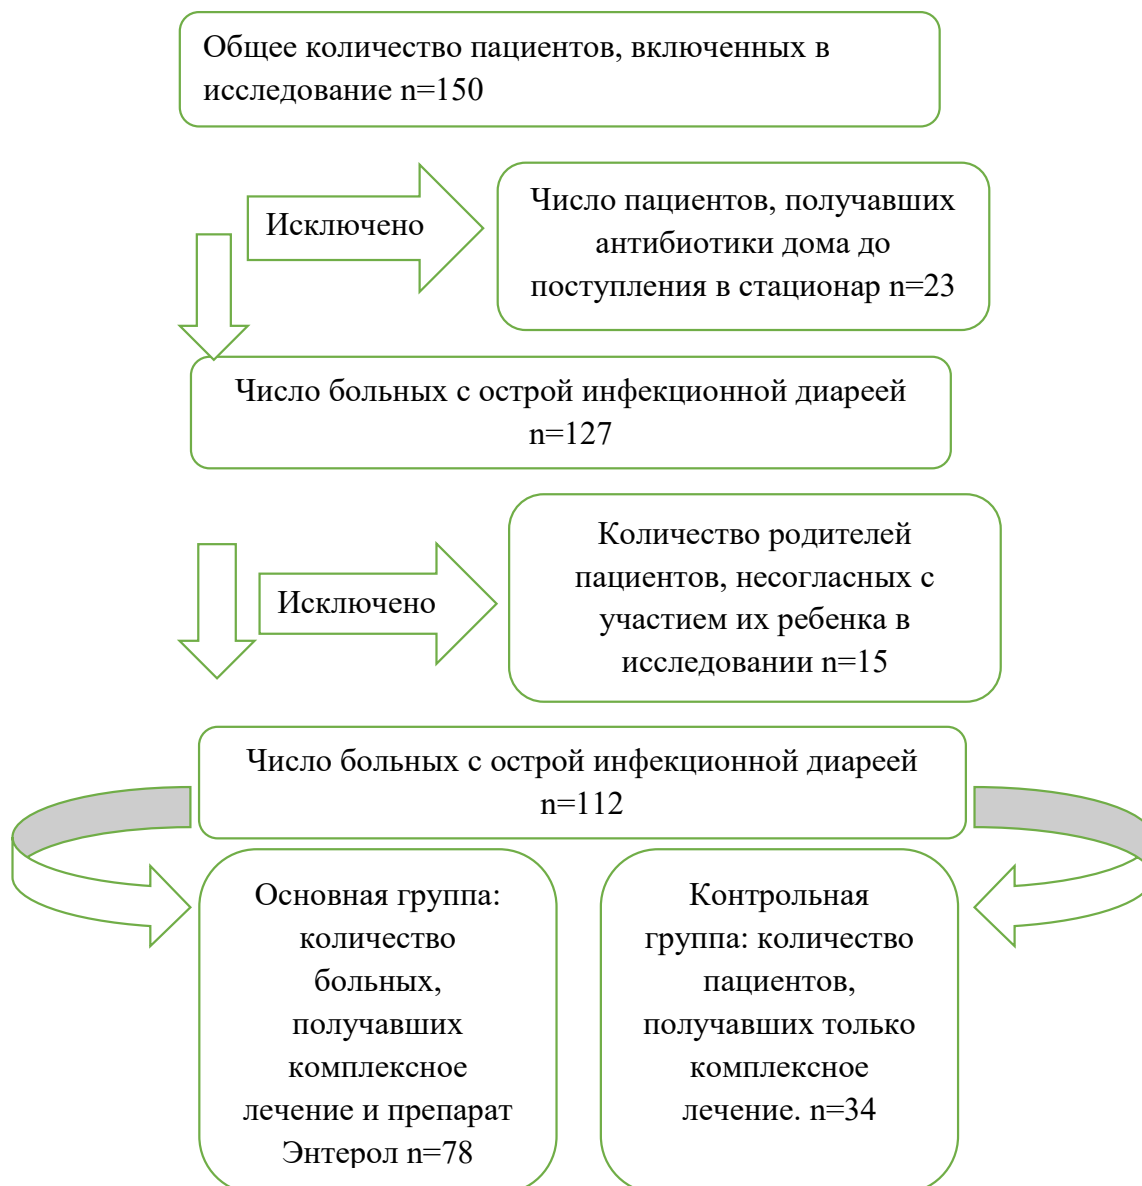 Общее количество пациентов, включенных в
исследование n=150
Исключено
Число пациентов, получавших
антибиотики дома до
поступления в стационар n=23
Число больных с острой инфекционной диареей
n=127
Исключено
Количество родителей
пациентов, несогласных с
участием их ребенка в
исследовании n=15
Число больных с острой инфекционной диареей
n=112
Основная группа:
количество
больных,
получавших
комплексное
лечение и препарат
Энтерол n=78
Контрольная
группа: количество
пациентов,
получавших только
комплексное
лечение. n=34